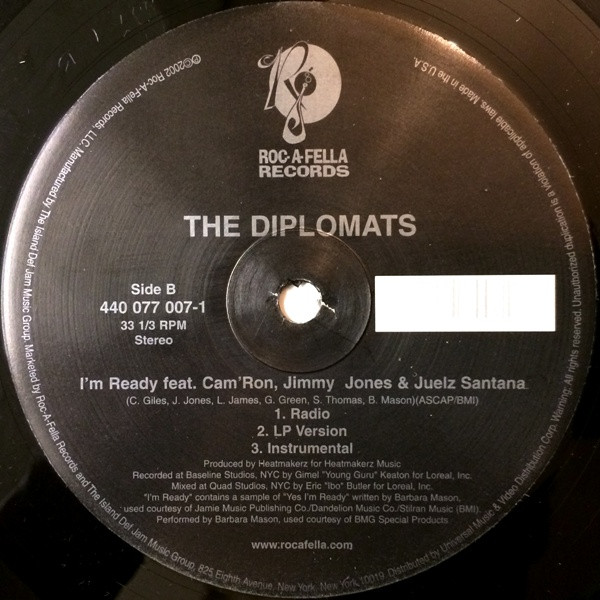 R
ROC-A-FELLA
RECORDS
THE DIPLOMATS
Side B
440 077 007-1
33 1/3 RPM
Stereo
I'm Ready feat. Cam'Ron, Jimmy Jones & Juelz Santana
(C. Giles, J. Jones, L. James, G. Green, S. Thomas, B. Mason)(ASCAP/BMI)
1. Radio
2. LP Version
3. Instrumental
Produced by Heatmakerz for Heatmakerz Music
Recorded at Baseline Studios, NYC by Gimel "Young Guru" Keaton for Loreal, Inc.
Mixed at Quad Studios, NYC by Eric "Ibo" Butler for Loreal, Inc.
"I'm Ready" contains a sample of "Yes I'm Ready" written by Barbara Mason,
used courtesy of Jamie Music Publishing Co./Dandelion Music Co./Stilran Music (BMI)
Performed by Barbara Mason, used courtesy of BMG Special Products
www.rocafella.com
℗©2002 Roc-A-Fella Records, LLC. Manufactured by The Island Def Jam Music Group. Marketed by Roc-A-Fella Records and The Island Def Jam Music Group, 825 Eighth Avenue, New York, New York 10019. Distributed by Universal Music & Video Distribution Corp. Warning: All rights reserved. Unauthorized duplication is a violation of applicable laws. Made in the U.S.A.